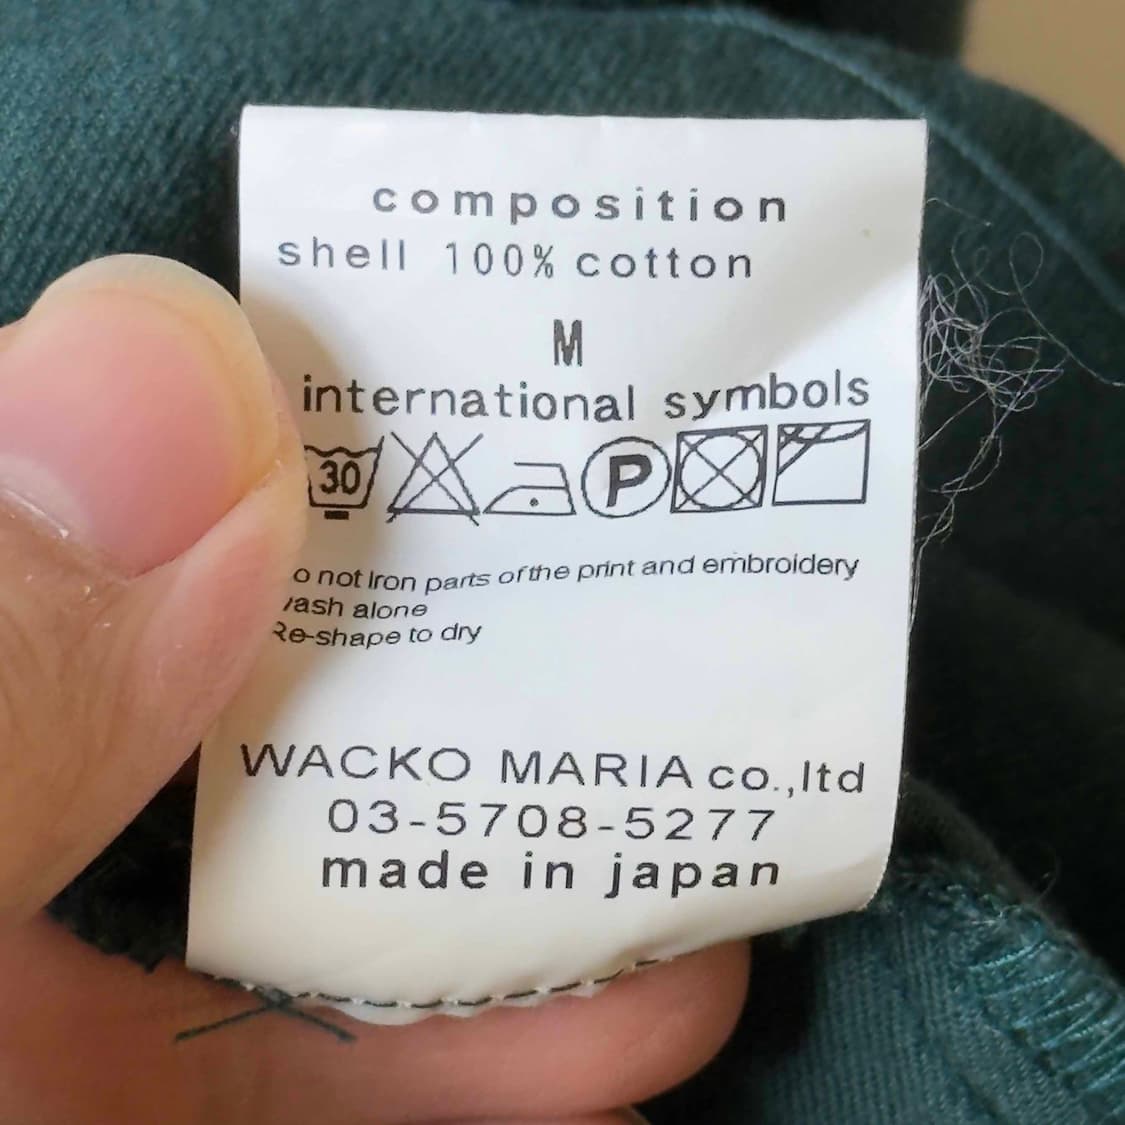 composition
shell 100% cotton
M
international symbols
30 P
o not Iron parts of the print and embroidery
ash alone
Re-shape to dry
WACKO MARIA co.,ltd
03-5708-5277
made in japan